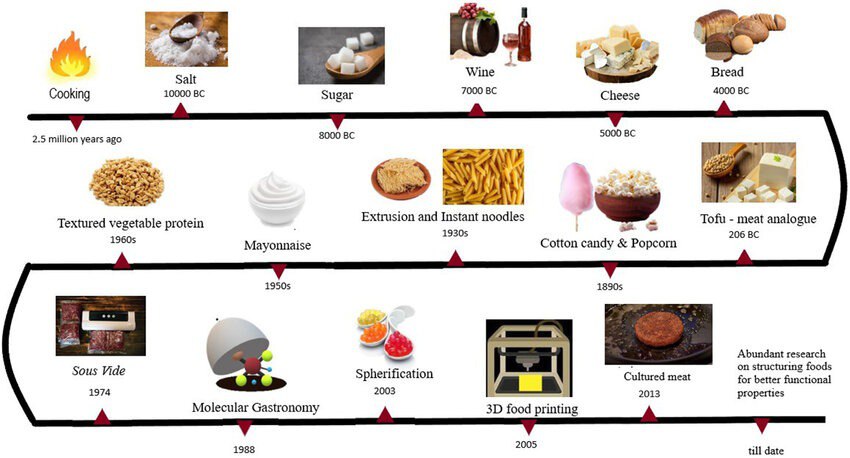 Cooking
2.5 million years ago
Salt
10000 BC
Sugar
8000 BC
Wine
7000 BC
Cheese
5000 BC
Bread
4000 BC
Textured vegetable protein
1960s
Mayonnaise
1950s
Extrusion and Instant noodles
1930s
Cotton candy & Popcorn
1890s
Tofu - meat analogue
206 BC
Sous Vide
1974
Molecular Gastronomy
1988
Spherification
2003
3D food printing
2005
Cultured meat
2013
Abundant research
on structuring foods
for better functional
properties
till date